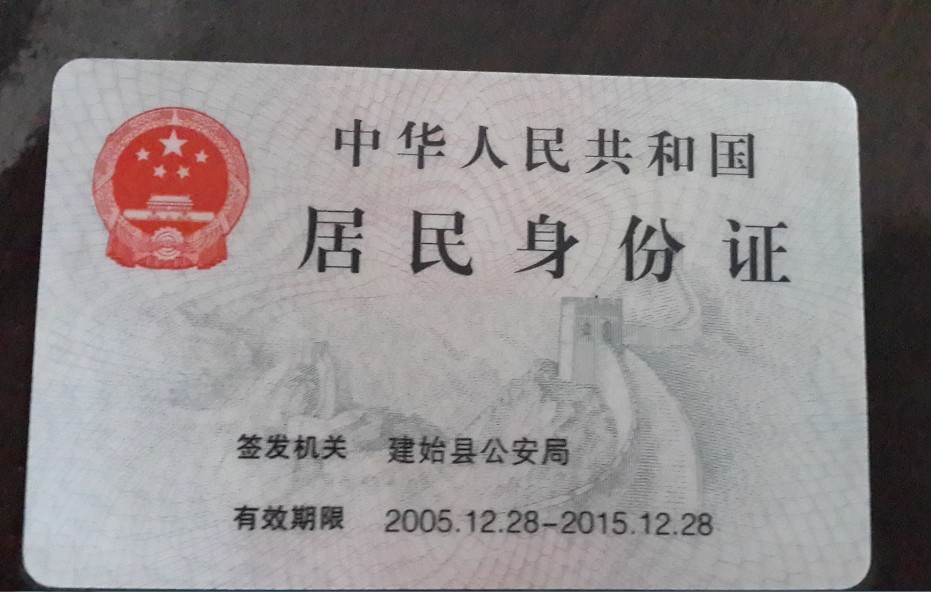 中华人民共和国
居民身份证
签发机关 建始县公安局
有效期限 2005.12.28-2015.12.28